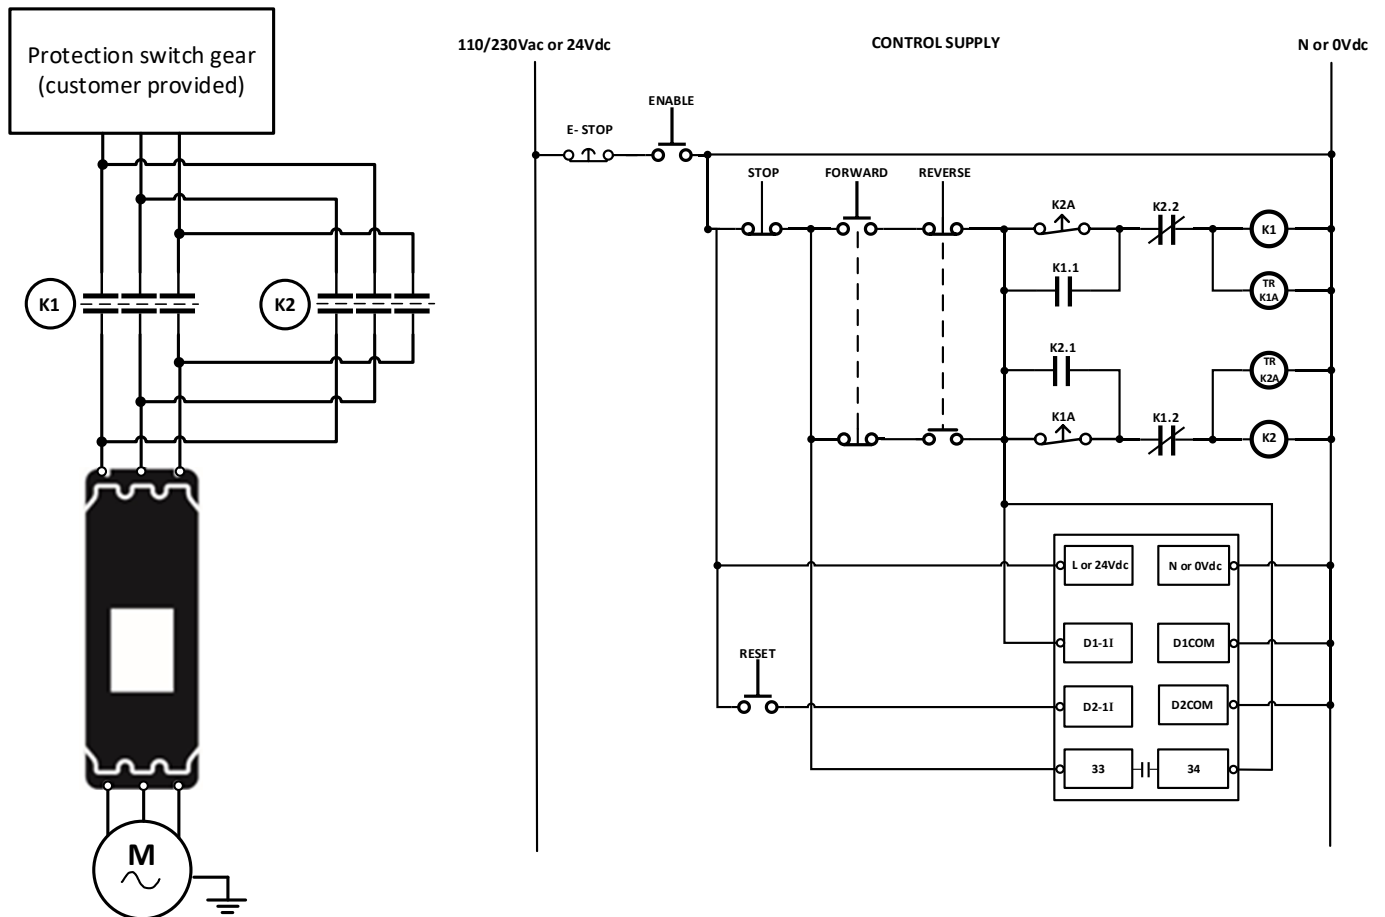 Protection switch gear
(customer provided)
110/230Vac or 24Vdc
CONTROL SUPPLY
N or 0Vdc
ENABLE
E- STOP
STOP
FORWARD
REVERSE
K2A
K2.2
K1
K1.1
TR
K1A
K1
K2
K2.1
TR
K2A
K1A
K1.2
K2
L or 24Vdc
N or 0Vdc
D1-1I
D1COM
RESET
D2-1I
D2COM
33
34
M